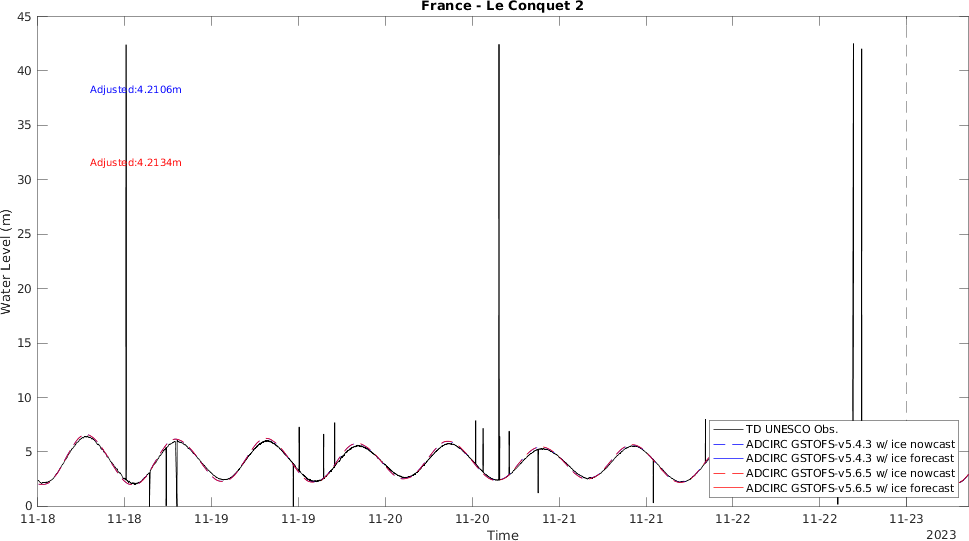 France - Le Conquet 2
45
40
35
30
25
20
15
10
5
0
Water Level (m)
Adjusted:4.2106m
Adjusted:4.2134m
TD UNESCO Obs.
ADCIRC GSTOFS-v5.4.3 w/ ice nowcast
ADCIRC GSTOFS-v5.4.3 w/ ice forecast
ADCIRC GSTOFS-v5.6.5 w/ ice nowcast
ADCIRC GSTOFS-v5.6.5 w/ ice forecast
11-18 11-18 11-19 11-19 11-20 11-20 11-21 11-21 11-22 11-22 11-23
Time
2023